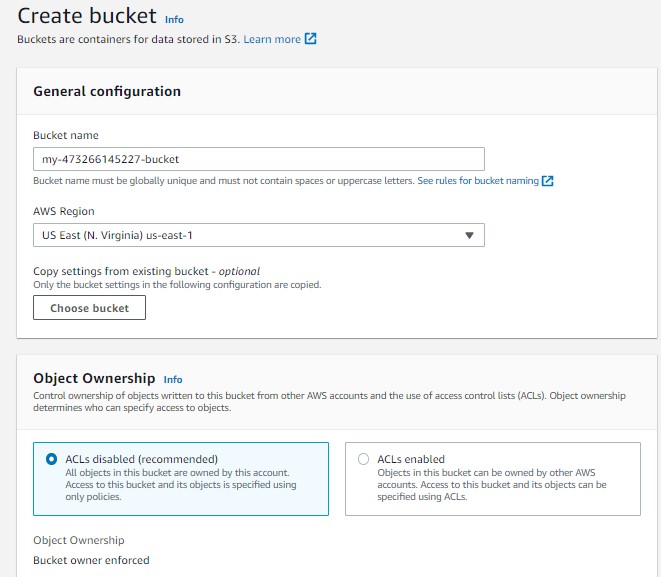 Create bucket Info
Buckets are containers for data stored in S3. Learn more
General configuration
Bucket name
my-473266145227-bucket
Bucket name must be globally unique and must not contain spaces or uppercase letters. See rules for bucket naming
AWS Region
US East (N. Virginia) us-east-1
Copy settings from existing bucket - optional
Only the bucket settings in the following configuration are copied.
Choose bucket
Object Ownership Info
Control ownership of objects written to this bucket from other AWS accounts and the use of access control lists (ACLs). Object ownership
determines who can specify access to objects.
ACLs disabled (recommended)
All objects in this bucket are owned by this account.
Access to this bucket and its objects is specified using
only policies.
ACLs enabled
Objects in this bucket can be owned by other AWS
accounts. Access to this bucket and its objects can be
specified using ACLs.
Object Ownership
Bucket owner enforced